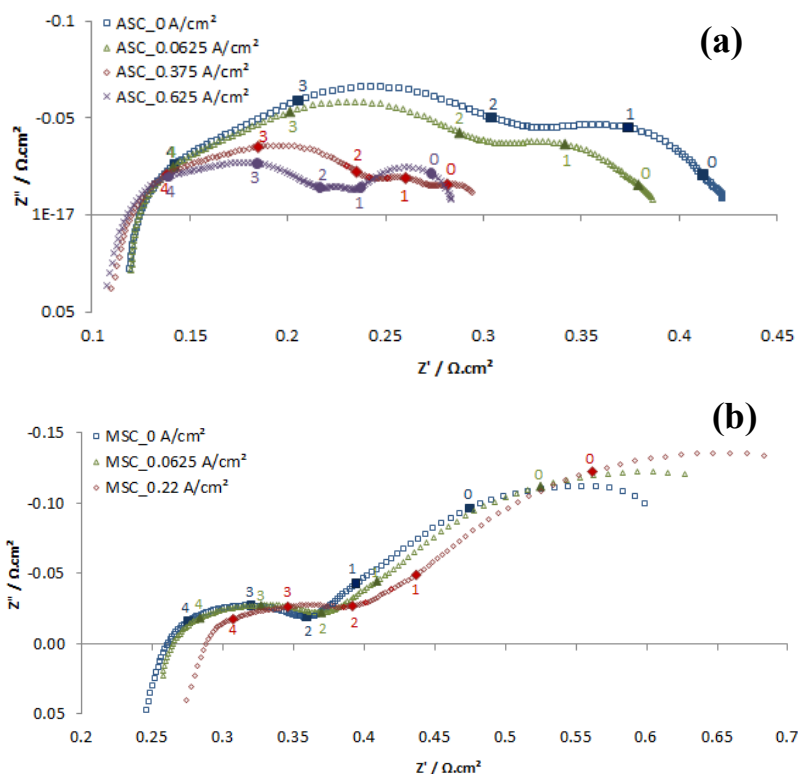 (a)
ASC_0 A/cm²
ASC_0.0625 A/cm²
ASC_0.375 A/cm²
ASC_0.625 A/cm²
Z'' / Ω.cm²
-0.1
-0.05
1E-17
0.05
4 3 2 1 0
4 3 2 1 0
4 3 2 1 0
4 3 2 1 0
0.1 0.15 0.2 0.25 0.3 0.35 0.4 0.45
Z' / Ω.cm²
(b)
MSC_0 A/cm²
MSC_0.0625 A/cm²
MSC_0.22 A/cm²
Z'' / Ω.cm²
-0.15
-0.10
-0.05
0.00
0.05
4 3 2 1 0
4 3 2 1 0
4 3 2 1 0
0.2 0.25 0.3 0.35 0.4 0.45 0.5 0.55 0.6 0.65 0.7
Z' / Ω.cm²